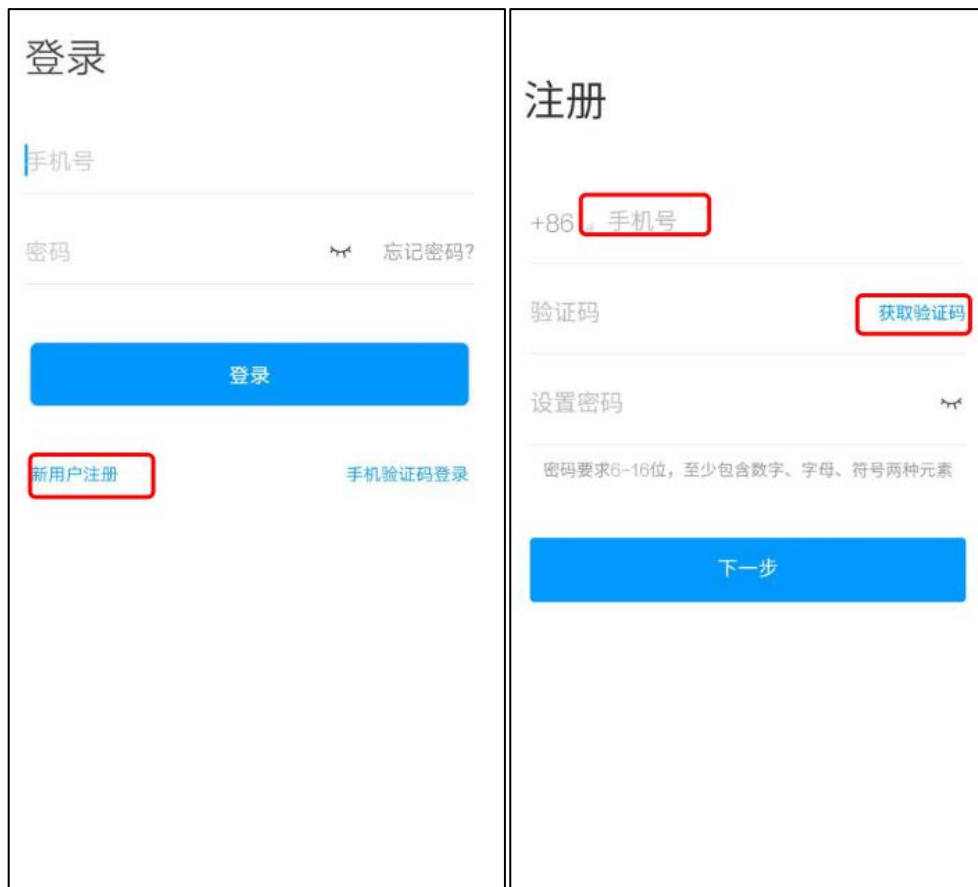 登录
手机号
密码 忘记密码?
登录
新用户注册 手机验证码登录
注册
+86 手机号
验证码 获取验证码
设置密码
密码要求6-16位，至少包含数字、字母、符号两种元素
下一步